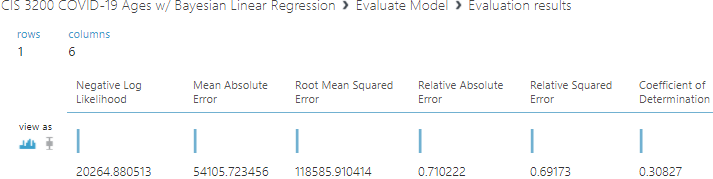 CIS 3200 COVID-19 Ages w/ Bayesian Linear Regression > Evaluate Model > Evaluation results
rows columns
1 6
Negative Log Likelihood
Mean Absolute Error
Root Mean Squared Error
Relative Absolute Error
Relative Squared Error
Coefficient of Determination
view as
20264.880513 54105.723456 118585.910414 0.710222 0.69173 0.30827